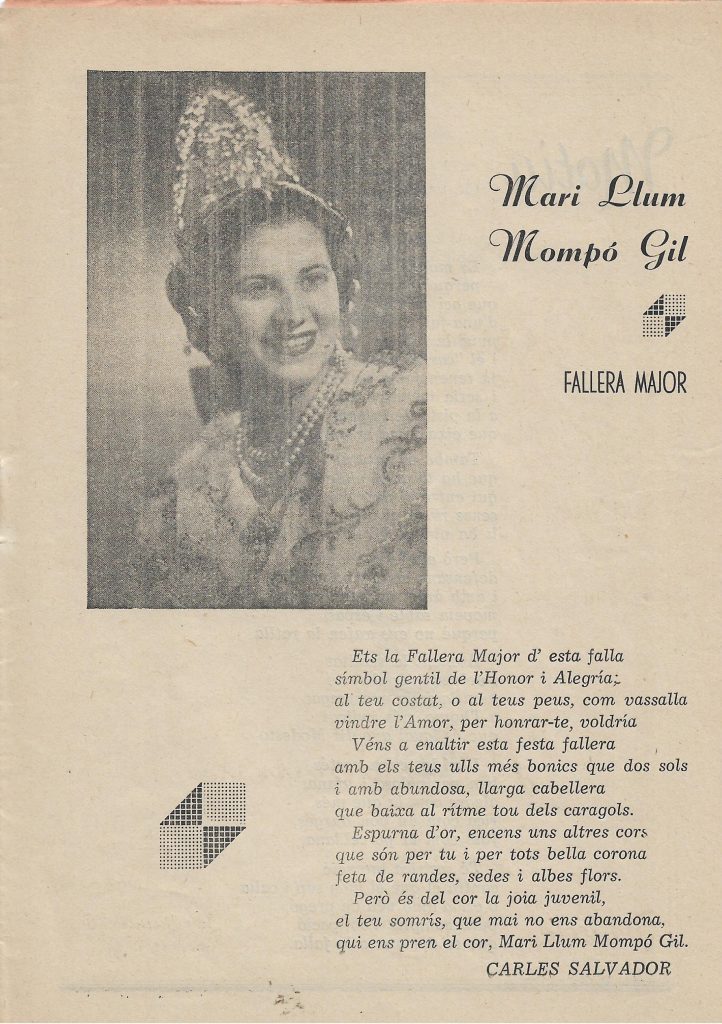 Mari Llum
Mompó Gil
FALLERA MAJOR
Ets la Fallera Major d' esta falla
símbol gentil de l'Honor i Alegría;
al teu costat, o al teus peus, com vassalla
vindre l'Amor, per honrar-te, voldría
Véns a enaltir esta festa fallera
amb els teus ulls més bonics que dos sols
i amb abundosa, llarga cabellera
que baixa al rítme tou dels caragols.
Espurna d'or, encens uns altres cors
que són per tu i per tots bella corona
feta de randes, sedes i albes flors.
Però és del cor la joia juvenil,
el teu somrís, que mai no ens abandona,
qui ens pren el cor, Mari Llum Mompó Gil.
CARLES SALVADOR